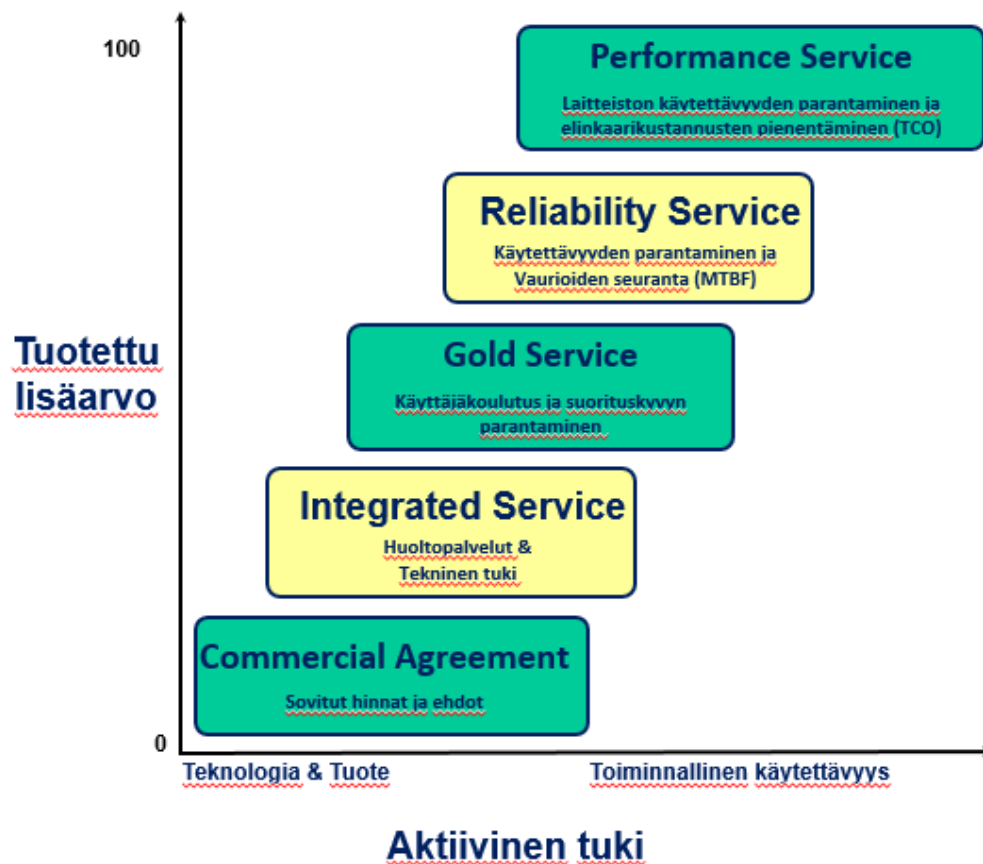 100
Performance Service
Laitteiston käytettävyyden parantaminen ja
elinkaarikustannusten pienentäminen (TCO)
Reliability Service
Käytettävyyden parantaminen ja
Vaurioiden seuranta (MTBF)
Tuotettu
lisäarvo
Gold Service
Käyttäjäkoulutus ja suorituskyvyn
parantaminen
Integrated Service
Huoltopalvelut &
Tekninen tuki
Commercial Agreement
Sovitut hinnat ja ehdot
0
Teknologia & Tuote
Toiminnallinen käytettävyys
Aktiivinen tuki